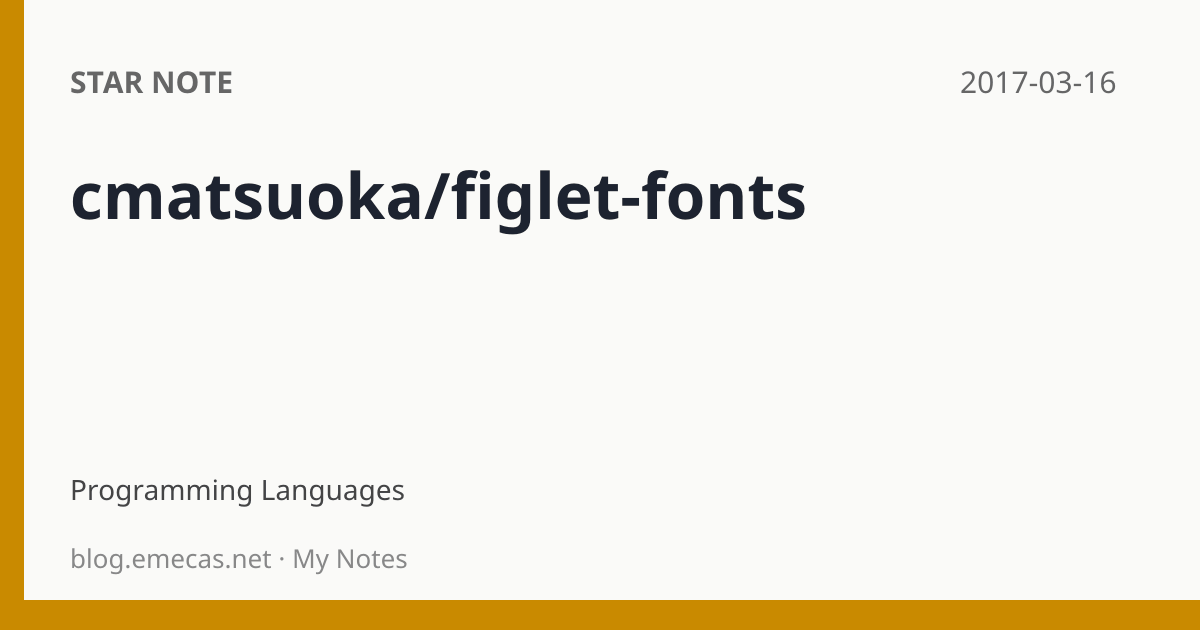 STAR NOTE
2017-03-16
cmatsuoka/figlet-fonts
Programming Languages
blog.emecas.net · My Notes